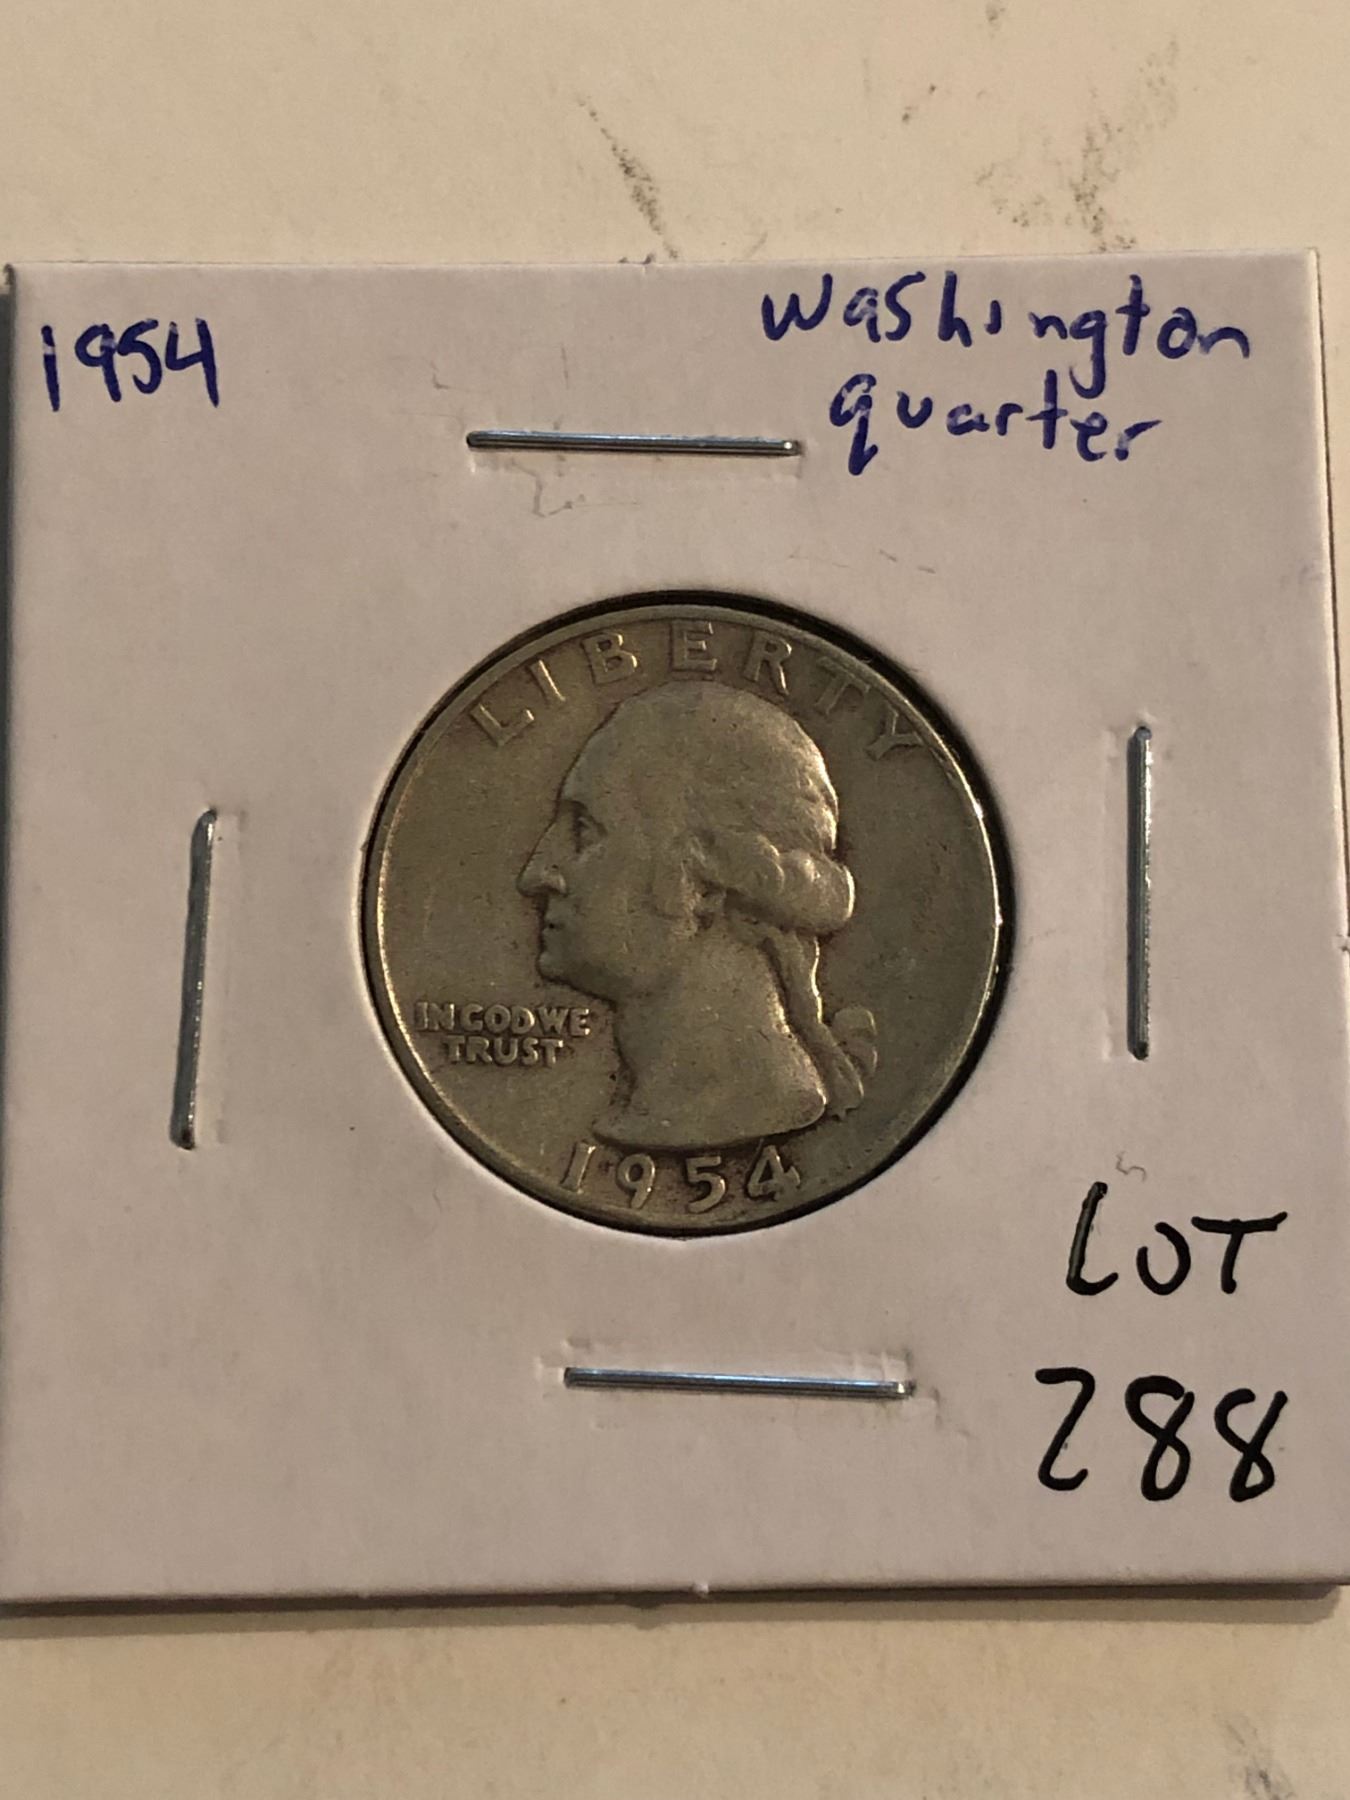 1954
Washington
quarter
LIBERTY
IN GOD WE
TRUST
1954
LOT
288